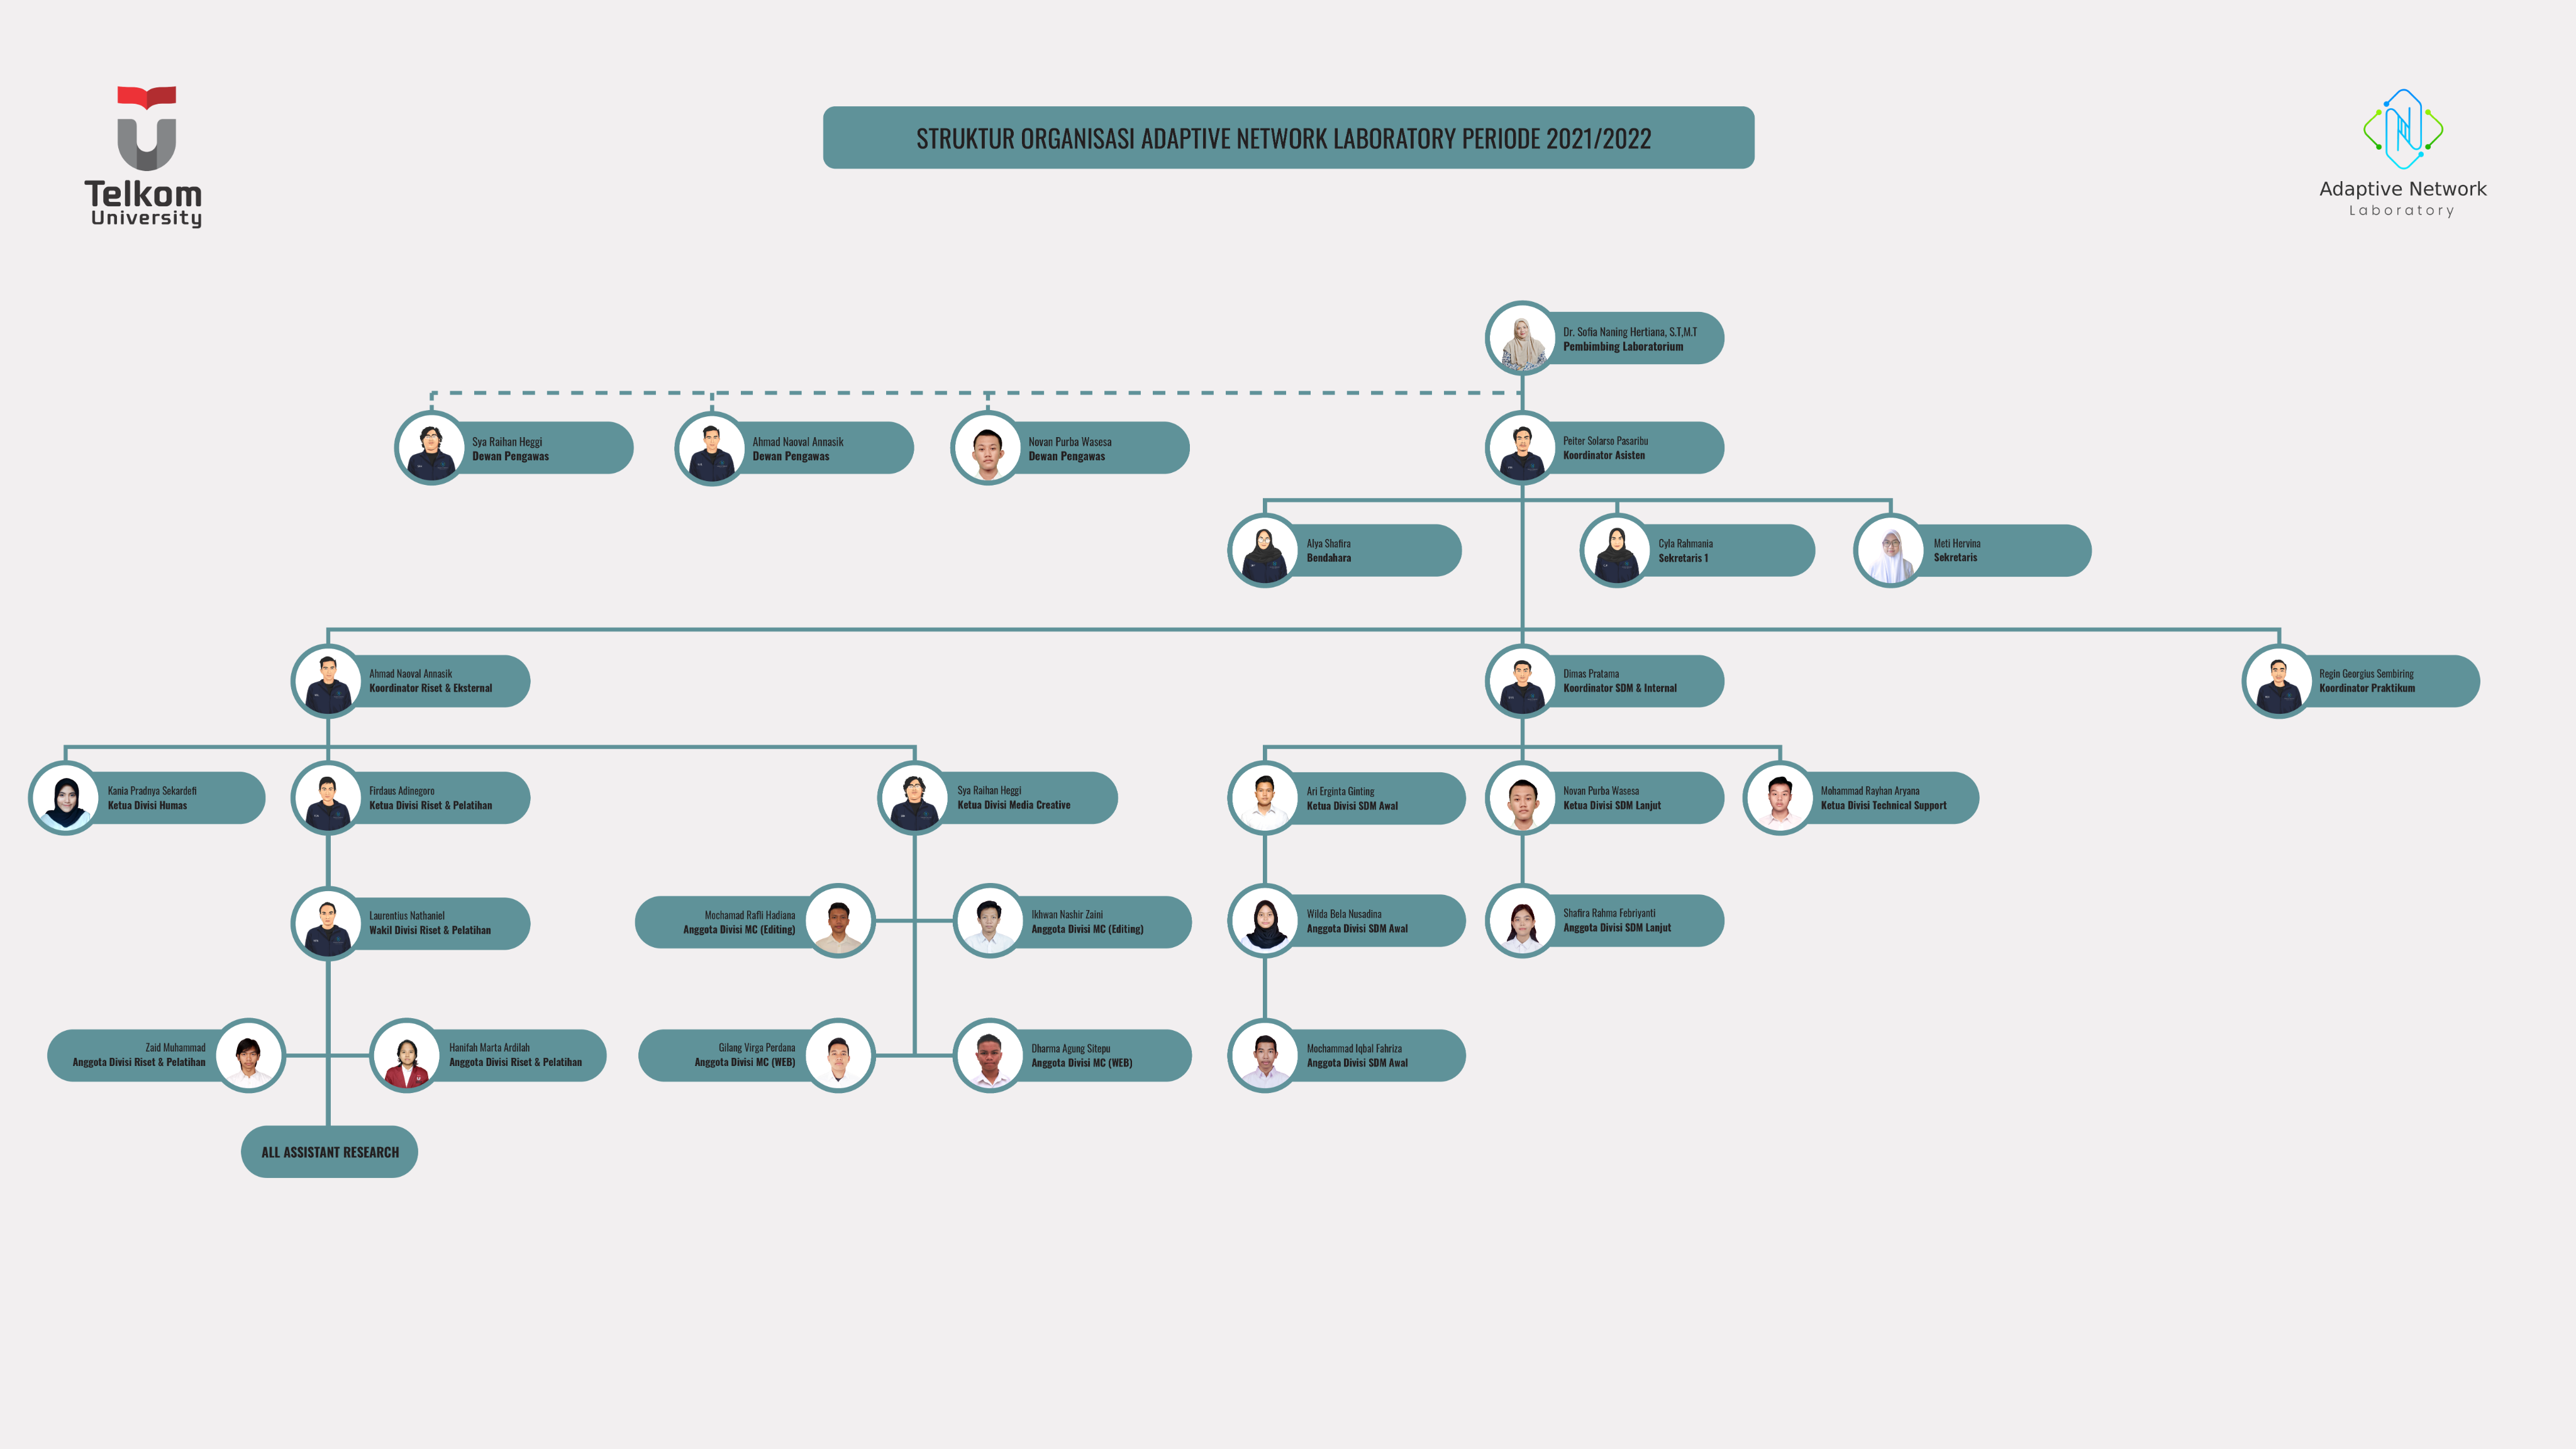 Telkom
University
STRUKTUR ORGANISASI ADAPTIVE NETWORK LABORATORY PERIODE 2021/2022
Adaptive Network
Laboratory
Dr. Sofia Naning Hertiana, S.T,M.T
Pembimbing Laboratorium
Sya Raihan Heggi
Dewan Pengawas
Ahmad Naoval Annasik
Dewan Pengawas
Novan Purba Wasesa
Dewan Pengawas
Peiter Solarso Pasaribu
Koordinator Asisten
Alya Shafira
Bendahara
Cyla Rahmania
Sekretaris 1
Meti Hervina
Sekretaris
Ahmad Naoval Annasik
Koordinator Riset & Eksternal
Dimas Pratama
Koordinator SDM & Internal
Regin Georgius Sembiring
Koordinator Praktikum
Kania Pradnya Sekardefi
Ketua Divisi Humas
Firdaus Adinegoro
Ketua Divisi Riset & Pelatihan
Sya Raihan Heggi
Ketua Divisi Media Creative
Ari Erginta Ginting
Ketua Divisi SDM Awal
Novan Purba Wasesa
Ketua Divisi SDM Lanjut
Mohammad Rayhan Aryana
Ketua Divisi Technical Support
Laurentius Nathaniel
Wakil Divisi Riset & Pelatihan
Mochamad Rafli Hadiana
Anggota Divisi MC (Editing)
Ikhwan Nashir Zaini
Anggota Divisi MC (Editing)
Wilda Bela Nusadina
Anggota Divisi SDM Awal
Shafira Rahma Febriyanti
Anggota Divisi SDM Lanjut
Zaid Muhammad
Anggota Divisi Riset & Pelatihan
Hanifah Marta Ardilah
Anggota Divisi Riset & Pelatihan
Gilang Virga Perdana
Anggota Divisi MC (WEB)
Dharma Agung Sitepu
Anggota Divisi MC (WEB)
Mochammad Iqbal Fahriza
Anggota Divisi SDM Awal
ALL ASSISTANT RESEARCH